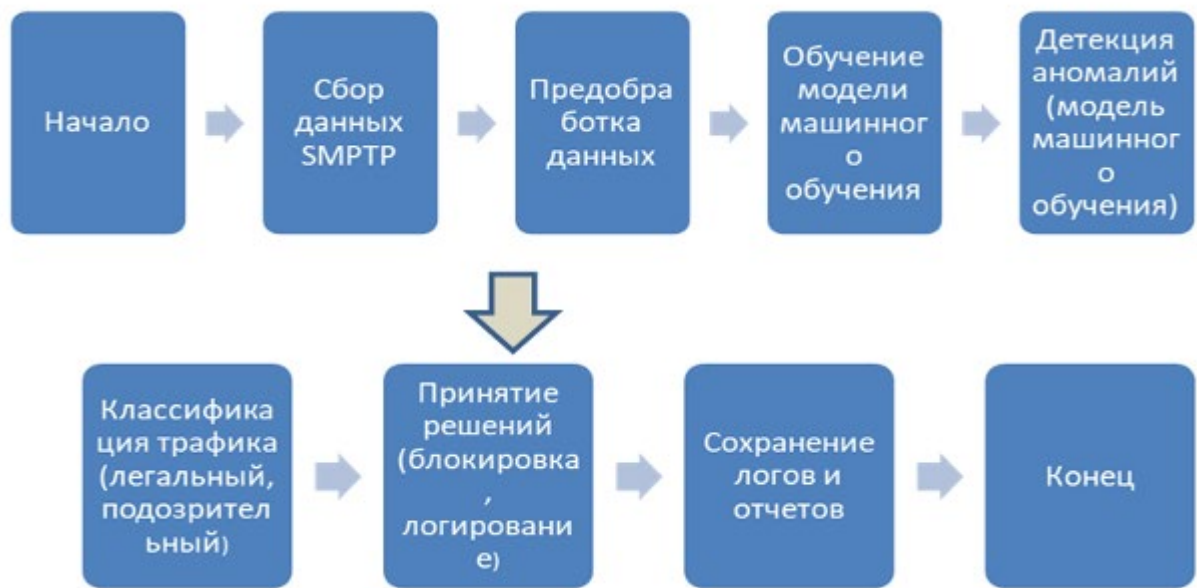 Начало
Сбор
данных
SMPTP
Предобра
ботка
данных
Обучение
модели
машинног
о
обучения
Детекция
аномалий
(модель
машинног
о
обучения)
Классифика
ция трафика
(легальный,
подозрител
ьный)
Принятие
решений
(блокировка
,
логировани
е)
Сохранение
логов и
отчетов
Конец